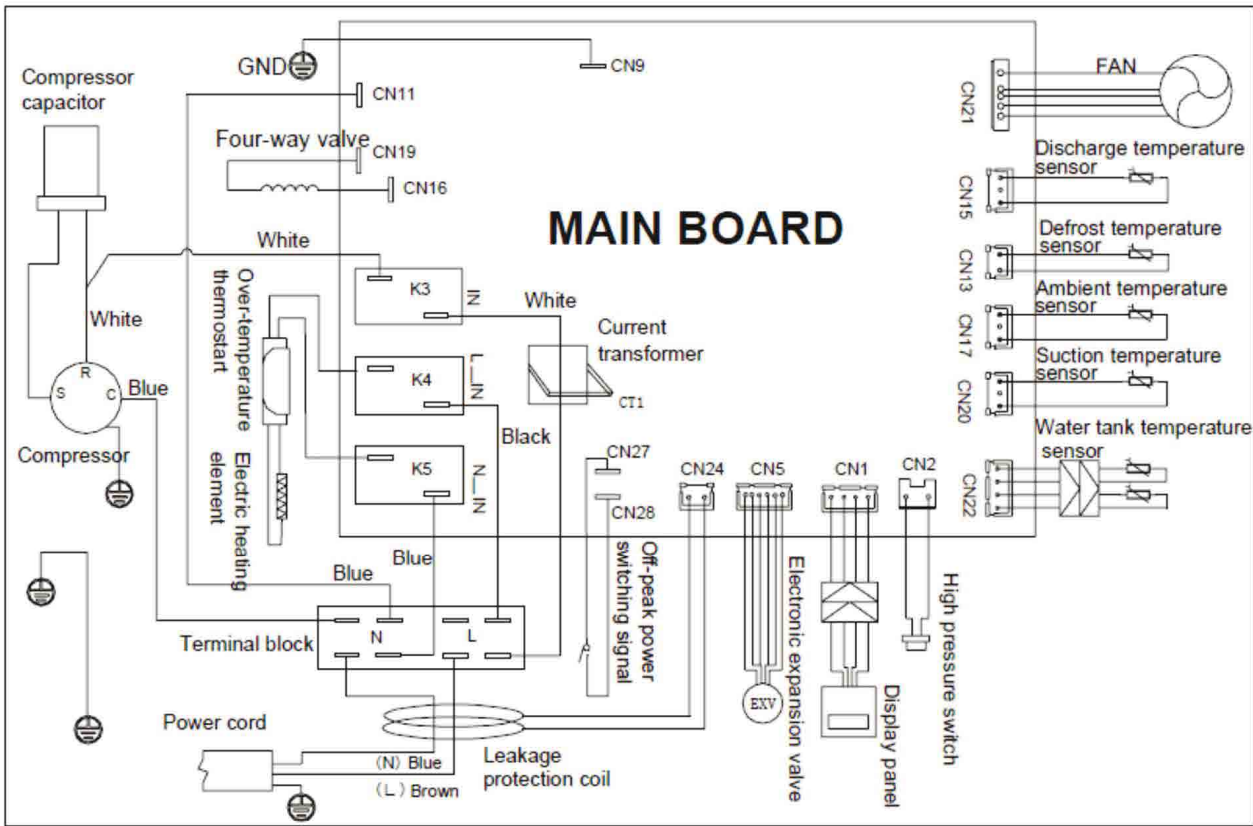 GND
CN9
CN11
Compressor
capacitor
Four-way valve
CN19
CN16
MAIN BOARD
FAN
CN21
Discharge temperature
sensor
CN15
Defrost temperature
sensor
CN13
Ambient temperature
sensor
CN17
Suction temperature
sensor
CN20
Water tank temperature
sensor
CN22
White
White
K3
IN
White
Current
transformer
CT1
Over-temperature
thermostart
K4
L__IN
Black
K5
N__IN
Electric heating
element
S
R
C
Blue
Compressor
CN27
CN28
Off-peak power
switching signal
CN24
CN5
CN1
CN2
Electronic expansion valve
EXV
Display panel
High pressure switch
Blue
Blue
Terminal block
N
L
Power cord
(N) Blue
(L) Brown
Leakage
protection coil